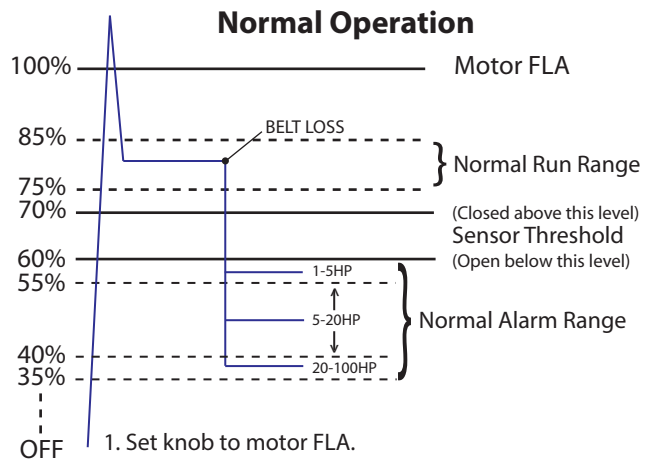 Normal Operation
100%
Motor FLA
85%
BELT LOSS
Normal Run Range
75%
70%
(Closed above this level)
Sensor Threshold
60%
(Open below this level)
1-5HP
55%
5-20HP
Normal Alarm Range
40%
20-100HP
35%
OFF
1. Set knob to motor FLA.